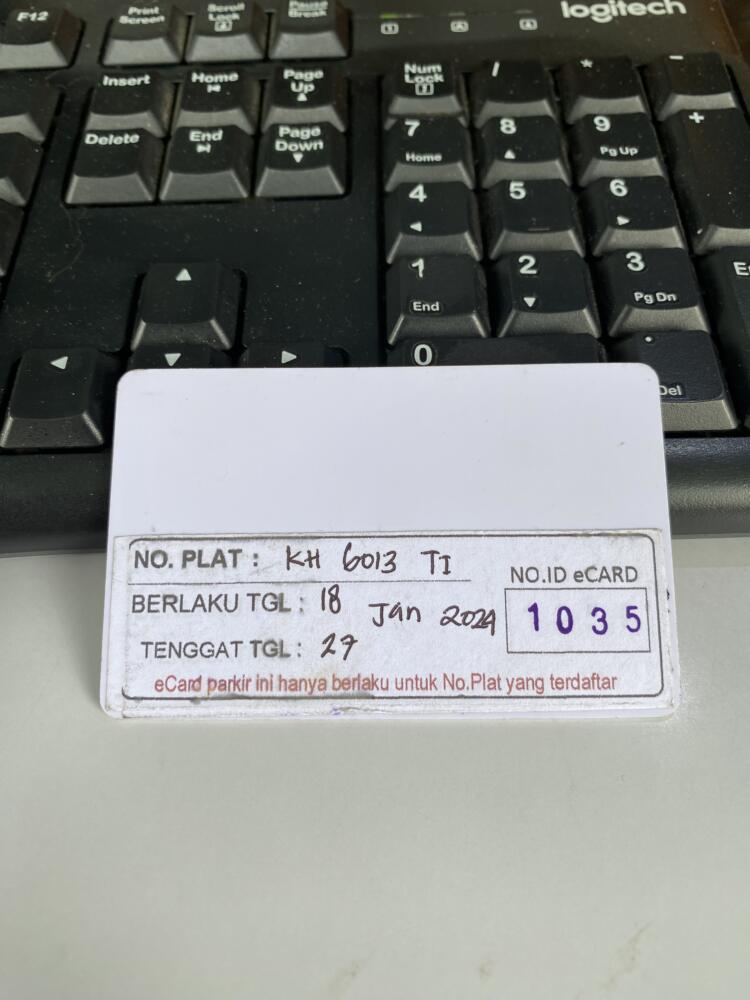 logitech
F12 Print Screen Scroll Lock Pause Break
Insert Home Page Up Num Lock / * -
Delete End Page Down 7 Home 8 9 Pg Up +
4 5 6
1 End 2 3 Pg Dn
0 . Del
NO. PLAT : KH 6013 TI
NO.ID eCARD
BERLAKU TGL : 18 Jan 2024
1035
TENGGAT TGL : 27
eCard parkir ini hanya berlaku untuk No.Plat yang terdaftar